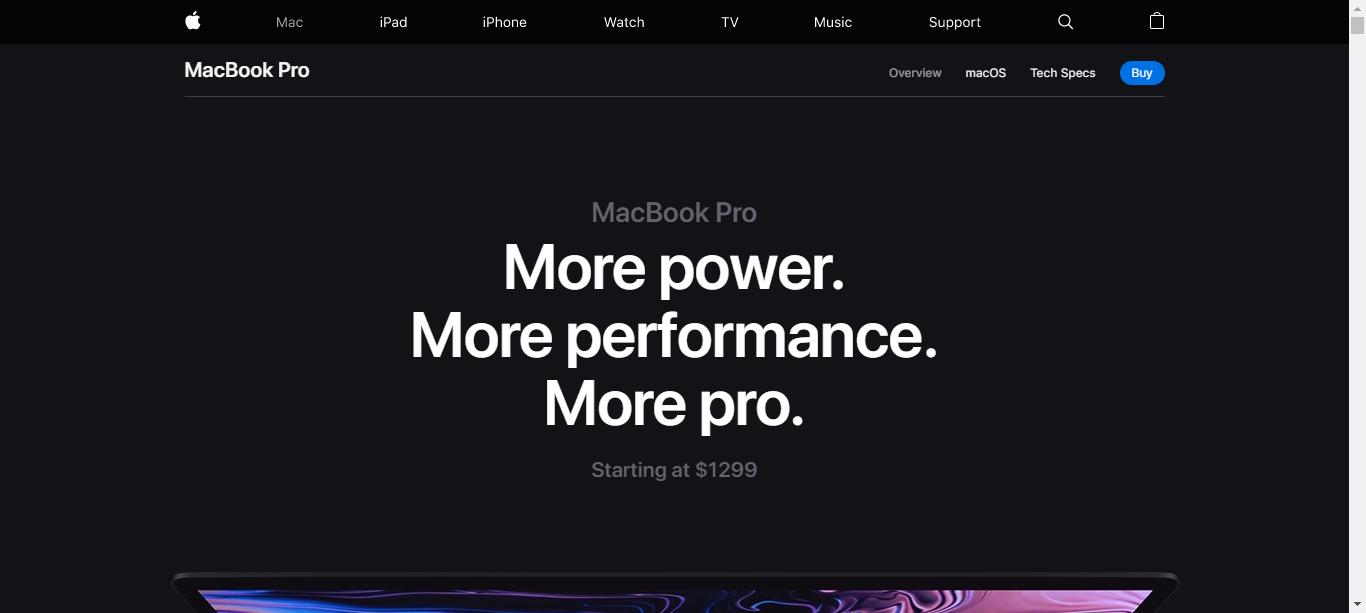 Mac iPad iPhone Watch TV Music Support
MacBook Pro
Overview macOS Tech Specs Buy
MacBook Pro
More power.
More performance.
More pro.
Starting at $1299